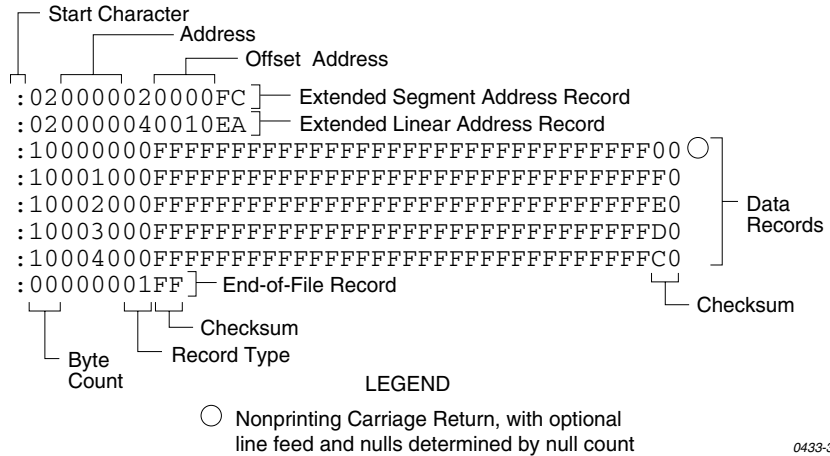 Start Character
Address
Offset Address
:020000020000FC Extended Segment Address Record
:020000040010EA Extended Linear Address Record
:10000000FFFFFFFFFFFFFFFFFFFFFFFFFFFFFFFF00
:10001000FFFFFFFFFFFFFFFFFFFFFFFFFFFFFFFFF0
:10002000FFFFFFFFFFFFFFFFFFFFFFFFFFFFFFFFE0
:10003000FFFFFFFFFFFFFFFFFFFFFFFFFFFFFFFFD0
:10004000FFFFFFFFFFFFFFFFFFFFFFFFFFFFFFFFC0
Data
Records
:00000001FF End-of-File Record
Checksum
Checksum
Record Type
Byte
Count
LEGEND
Nonprinting Carriage Return, with optional
line feed and nulls determined by null count
0433-3